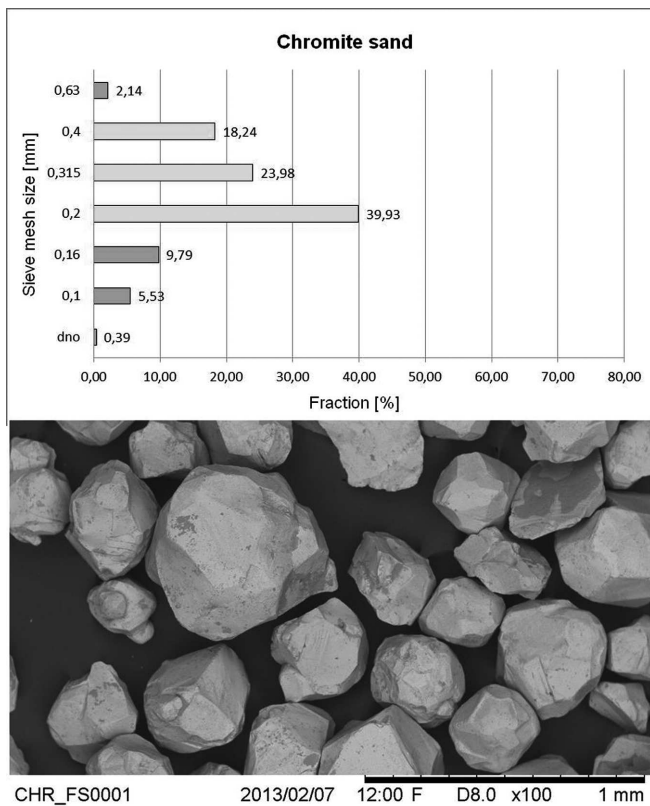 Chromite sand
Sieve mesh size [mm]
0,63 2,14
0,4 18,24
0,315 23,98
0,2 39,93
0,16 9,79
0,1 5,53
dno 0,39
0,00 10,00 20,00 30,00 40,00 50,00 60,00 70,00 80,00
Fraction [%]
CHR_FS0001 2013/02/07 12:00 F D8.0 x100 1 mm